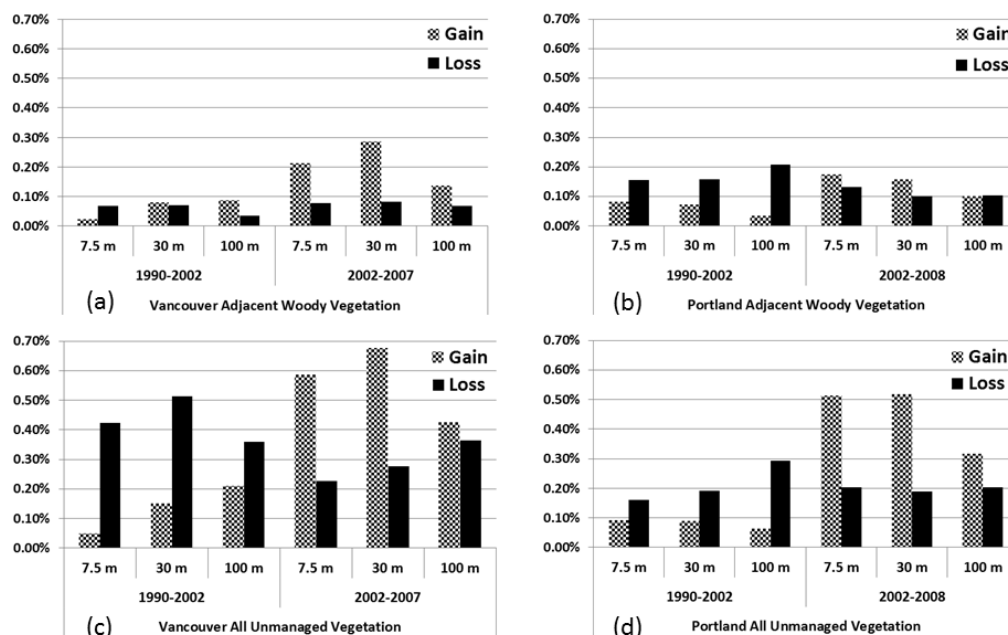 0.70%
0.60%
0.50%
0.40%
0.30%
0.20%
0.10%
0.00%
Gain
Loss
7.5 m 30 m 100 m 7.5 m 30 m 100 m
1990-2002 2002-2007
(a) Vancouver Adjacent Woody Vegetation
0.70%
0.60%
0.50%
0.40%
0.30%
0.20%
0.10%
0.00%
Gain
Loss
7.5 m 30 m 100 m 7.5 m 30 m 100 m
1990-2002 2002-2008
(b) Portland Adjacent Woody Vegetation
0.70%
0.60%
0.50%
0.40%
0.30%
0.20%
0.10%
0.00%
Gain
Loss
7.5 m 30 m 100 m 7.5 m 30 m 100 m
1990-2002 2002-2007
(c) Vancouver All Unmanaged Vegetation
0.70%
0.60%
0.50%
0.40%
0.30%
0.20%
0.10%
0.00%
Gain
Loss
7.5 m 30 m 100 m 7.5 m 30 m 100 m
1990-2002 2002-2008
(d) Portland All Unmanaged Vegetation